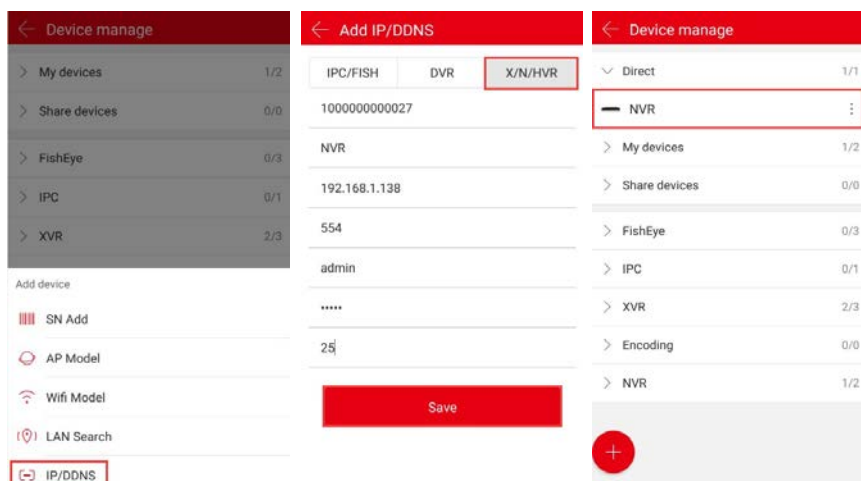 Device manage
My devices 1/2
Share devices 0/0
FishEye 0/3
IPC 0/1
XVR 2/3
Add device
SN Add
AP Model
Wifi Model
LAN Search
IP/DDNS
Add IP/DDNS
IPC/FISH DVR X/N/HVR
1000000000027
NVR
192.168.1.138
554
admin
•••••
25
Save
Device manage
Direct 1/1
NVR
My devices 1/2
Share devices 0/0
FishEye 0/3
IPC 0/1
XVR 2/3
Encoding 0/0
NVR 1/2